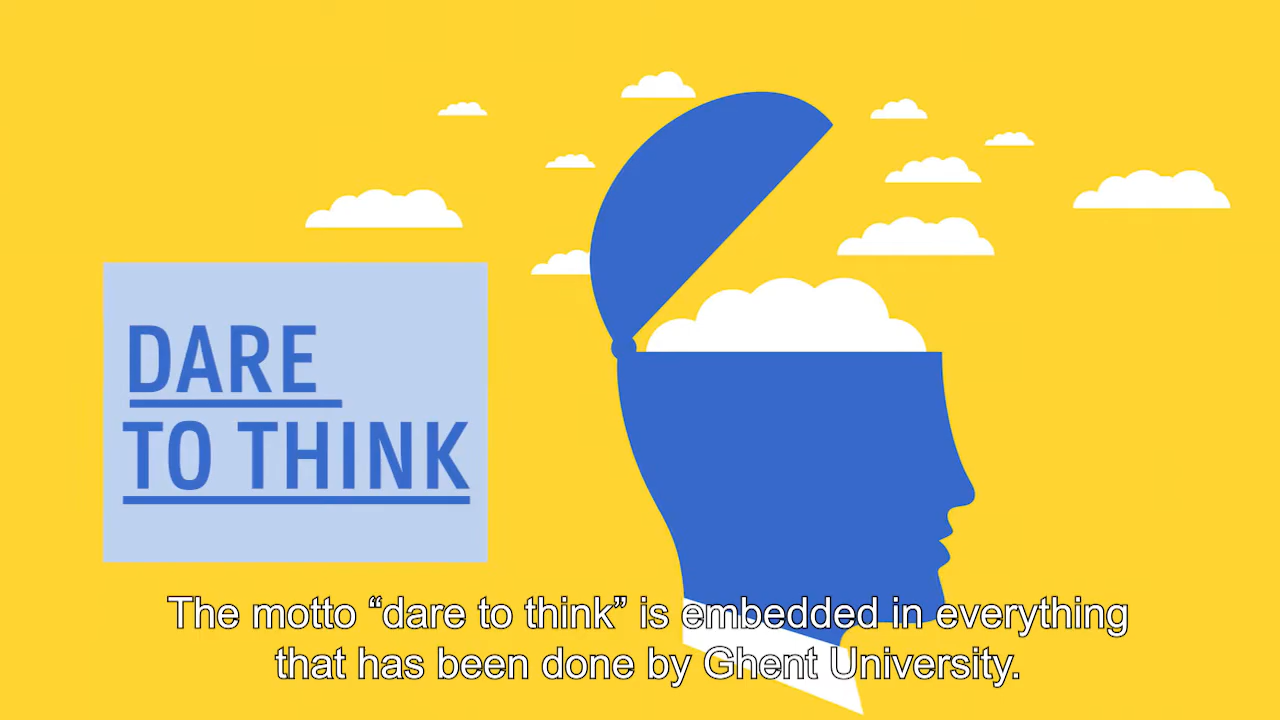 DARE
TO THINK
The motto “dare to think” is embedded in everything
that has been done by Ghent University.